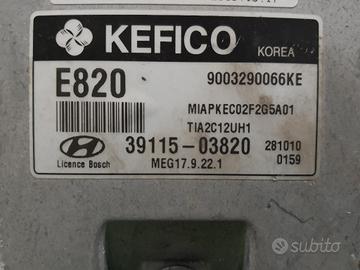 KEFICO
KOREA
E820
9003290066KE
MIAPKEC02F2G5A01
TIA2C12UH1
39115-03820
281010
Licence Bosch
MEG17.9.22.1
0159
subito